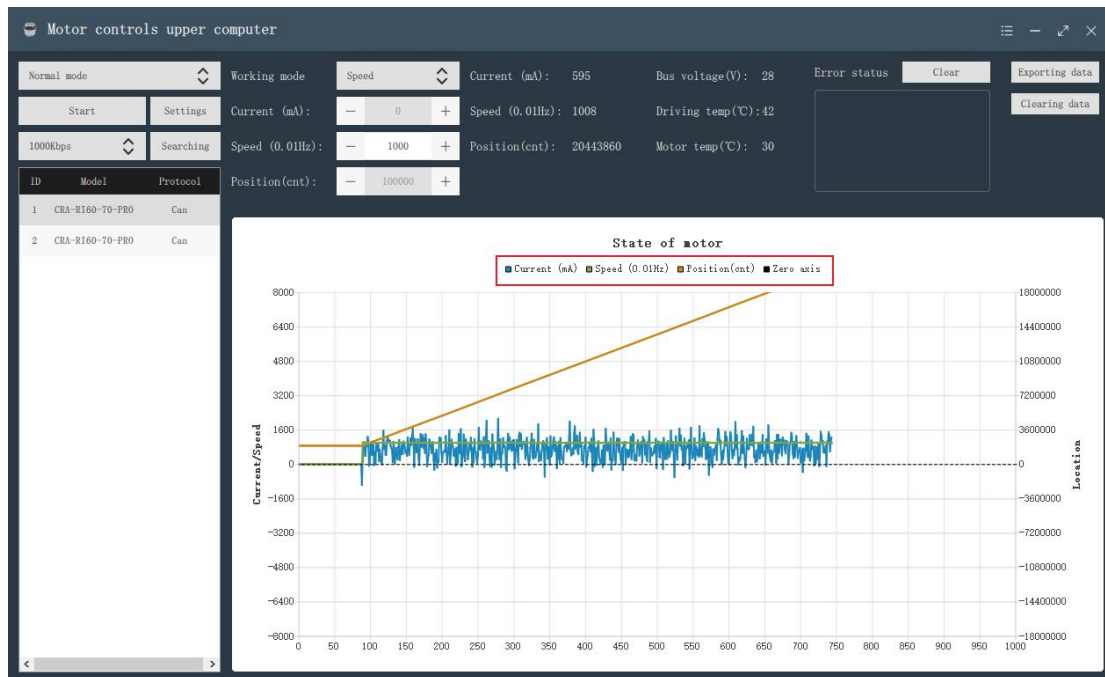 Motor controls upper computer
Normal mode
Working mode
Speed
Current (mA): 595
Bus voltage(V): 28
Error status
Clear
Exporting data
Start
Settings
Current (mA):
0
Speed (0.01Hz): 1008
Driving temp(℃):42
Clearing data
1000Kbps
Searching
Speed (0.01Hz):
1000
Position(cnt): 20443860
Motor temp(℃): 30
ID Model Protocol
Position(cnt):
100000
1 CRA-RI60-70-PRO Can
2 CRA-RI60-70-PRO Can
State of motor
Current (mA) Speed (0.01Hz) Position(cnt) Zero axis
8000
18000000
6400
14400000
4800
10800000
3200
7200000
1600
3600000
0
0
-1600
-3600000
-3200
-7200000
-4800
-10800000
-6400
-14400000
-8000
-18000000
Current/Speed
Location
0 50 100 150 200 250 300 350 400 450 500 550 600 650 700 750 800 850 900 950 1000